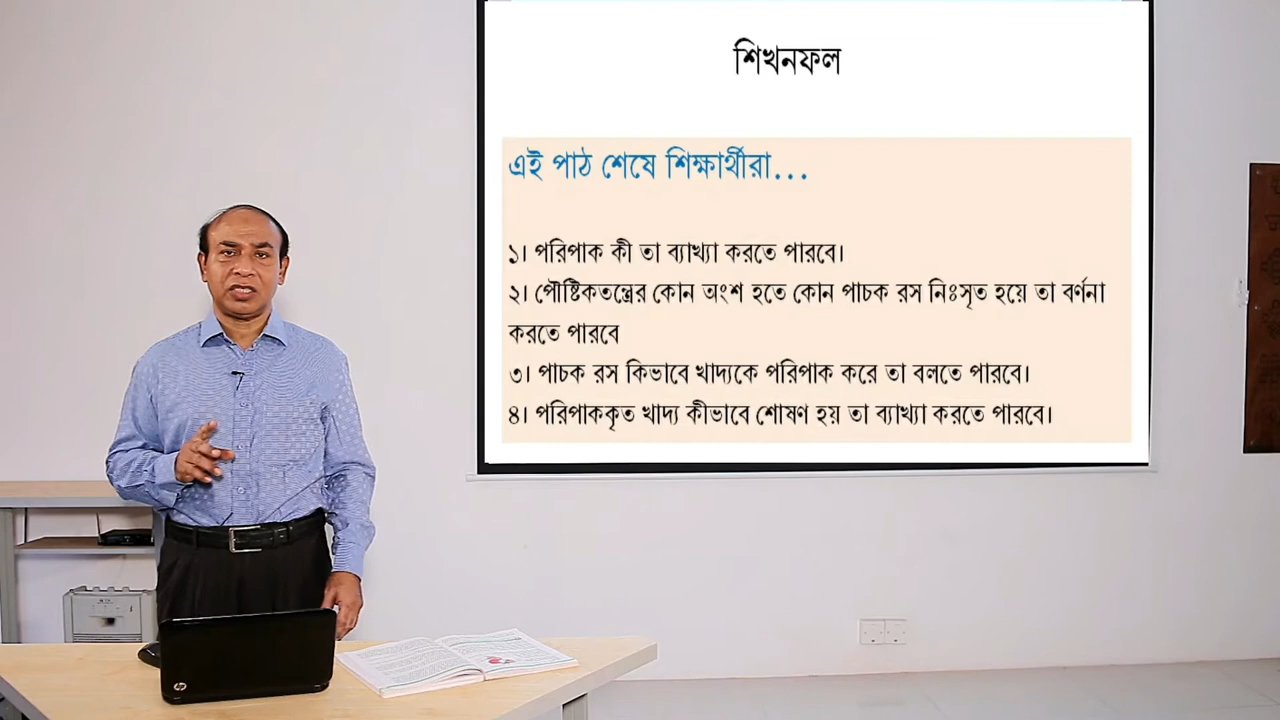 শিখনফল
এই পাঠ শেষে শিক্ষার্থীরা...
১। পরিপাক কী তা ব্যাখ্যা করতে পারবে।
২। পৌষ্টিকতন্ত্রের কোন অংশ হতে কোন পাচক রস নিঃসৃত হয়ে তা বর্ণনা
করতে পারবে
৩। পাচক রস কিভাবে খাদ্যকে পরিপাক করে তা বলতে পারবে।
৪। পরিপাককৃত খাদ্য কীভাবে শোষণ হয় তা ব্যাখ্যা করতে পারবে।
hp